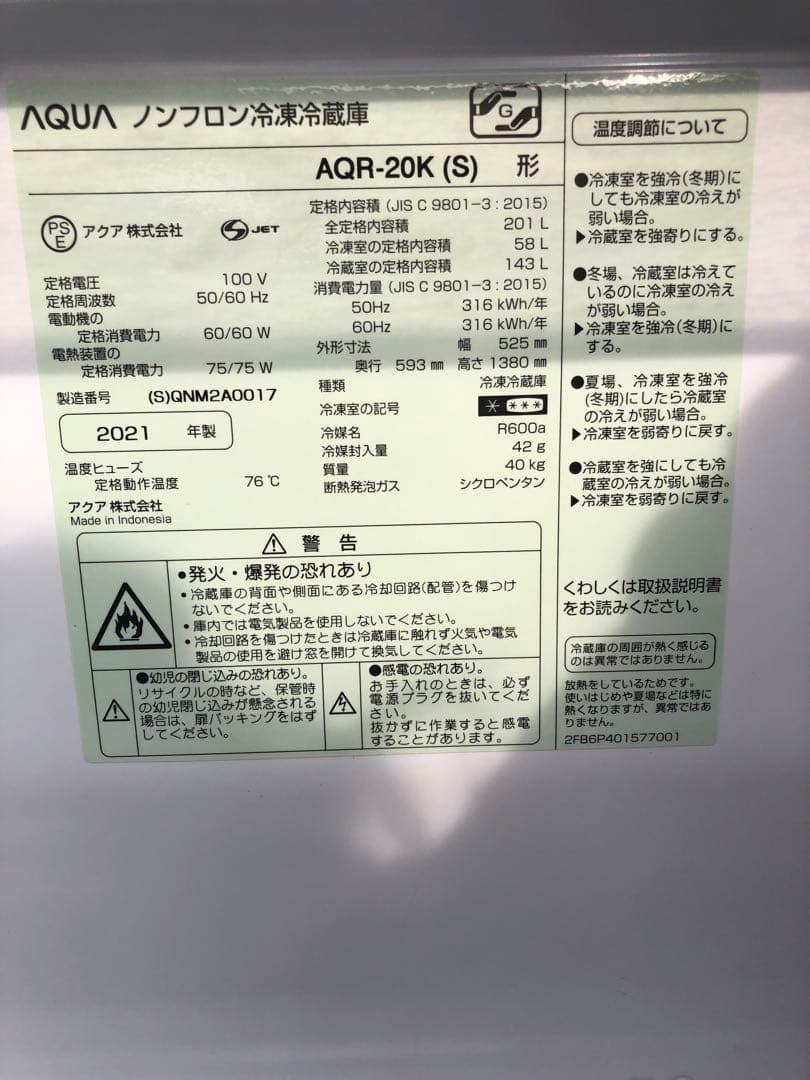 AQUA ノンフロン冷凍冷蔵庫
G
AQR-20K (S) 形
PS
E
アクア 株式会社
S JET
定格電圧 100 V
定格周波数 50/60 Hz
電動機の
定格消費電力 60/60 W
電熱装置の
定格消費電力 75/75 W
製造番号 (S)QNM2A0017
2021 年製
温度ヒューズ
定格動作温度 76 ℃
アクア 株式会社
Made in Indonesia
定格内容積 (JIS C 9801-3 : 2015)
全定格内容積 201 L
冷凍室の定格内容積 58 L
冷蔵室の定格内容積 143 L
消費電力量 (JIS C 9801-3 : 2015)
50Hz 316 kWh/年
60Hz 316 kWh/年
外形寸法 幅 525 mm
奥行 593 mm 高さ 1380 mm
種類 冷凍冷蔵庫
冷凍室の記号 * ***
冷媒名 R600a
冷媒封入量 42 g
質量 40 kg
断熱発泡ガス シクロペンタン
警 告
●発火・爆発の恐れあり
・冷蔵庫の背面や側面にある冷却回路(配管)を傷つけ
ないでください。
・庫内では電気製品を使用しないでください。
・冷却回路を傷つけたときは冷蔵庫に触れず火気や電気
製品の使用を避け窓を開けて換気してください。
●幼児の閉じ込みの恐れあり。
リサイクルの時など、保管時
の幼児閉じ込みが懸念される
場合は、扉パッキングをはず
してください。
●感電の恐れあり。
お手入れのときは、必ず
電源プラグを抜いてくだ
さい。
抜かずに作業すると感電
することがあります。
温度調節について
●冷凍室を強冷(冬期)に
しても冷凍室の冷えが
弱い場合。
▶冷蔵室を強寄りにする。
●冬場、冷蔵室は冷えて
いるのに冷凍室の冷え
が弱い場合。
▶冷凍室を強冷(冬期)に
する。
●夏場、冷凍室を強冷
(冬期)にしたら冷蔵室
の冷えが弱い場合。
▶冷凍室を弱寄りに戻す。
●冷蔵室を強にしても冷
蔵室の冷えが弱い場合。
▶冷凍室を弱寄りに戻す。
くわしくは取扱説明書
をお読みください。
冷蔵庫の周囲が熱く感じる
のは異常ではありません。
放熱をしているためです。
使いはじめや夏場などは特に
熱くなりますが、異常ではあ
りません。
2FB6P401577001